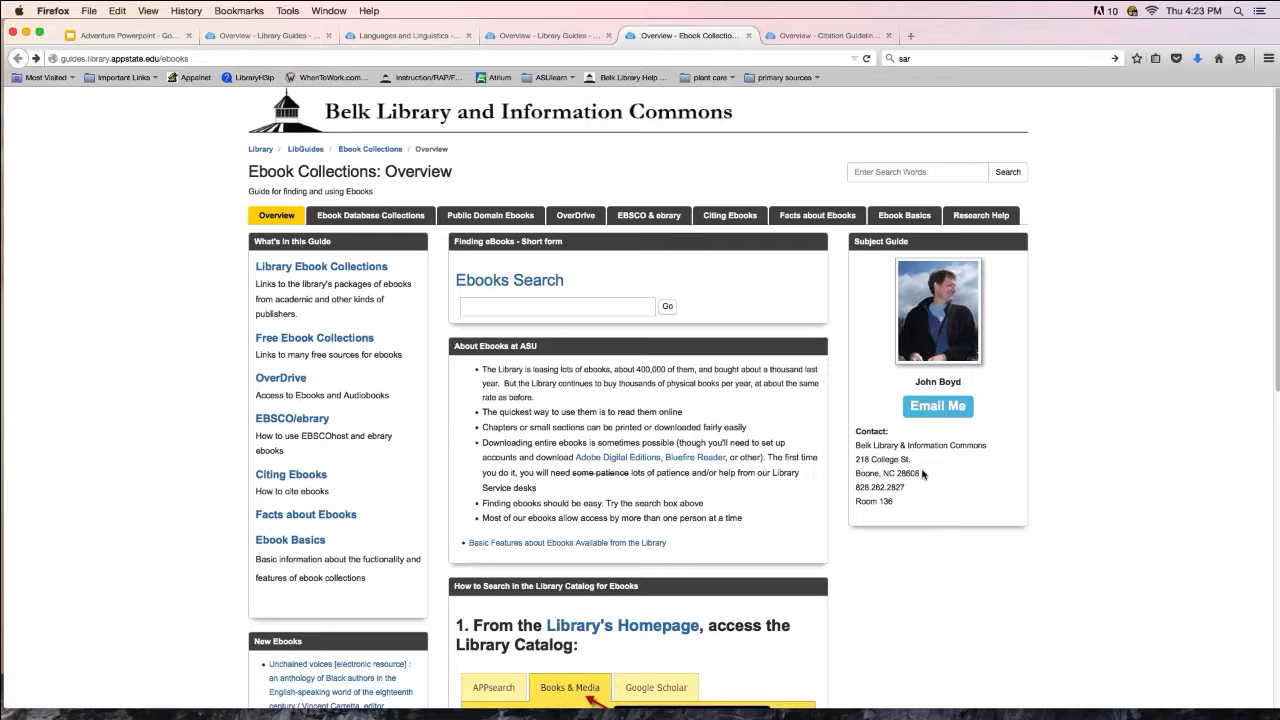 Firefox File Edit View History Bookmarks Tools Window Help
10 Thu 4:23 PM
Adventure Powerpoint - Go...
Overview - Library Guides - ...
Languages and Linguistics - ...
Overview - Library Guides - ...
Overview - Ebook Collectio...
Overview - Citation Guidelin...
guides.library.appstate.edu/ebooks
sar
Most Visited Important Links Appalnet LibraryH3lp WhenToWork.com... Instruction/RAP/F... Atrium ASUlearn Belk Library Help ... plant care primary sources
Belk Library and Information Commons
Library / LibGuides / Ebook Collections / Overview
Ebook Collections: Overview
Guide for finding and using Ebooks
Enter Search Words Search
Overview Ebook Database Collections Public Domain Ebooks OverDrive EBSCO & ebrary Citing Ebooks Facts about Ebooks Ebook Basics Research Help
What's in this Guide
Library Ebook Collections
Links to the library's packages of ebooks
from academic and other kinds of
publishers.
Free Ebook Collections
Links to many free sources for ebooks
OverDrive
Access to Ebooks and Audiobooks
EBSCO/ebrary
How to use EBSCOhost and ebrary
ebooks
Citing Ebooks
How to cite ebooks
Facts about Ebooks
Ebook Basics
Basic information about the fuctionality and
features of ebook collections
New Ebooks
Unchained voices [electronic resource] :
an anthology of Black authors in the
English-speaking world of the eighteenth
century / Vincent Carretta, editor
Finding eBooks - Short form
Ebooks Search
Go
About Ebooks at ASU
The Library is leasing lots of ebooks, about 400,000 of them, and bought about a thousand last
year. But the Library continues to buy thousands of physical books per year, at about the same
rate as before.
The quickest way to use them is to read them online
Chapters or small sections can be printed or downloaded fairly easily
Downloading entire ebooks is sometimes possible (though you'll need to set up
accounts and download Adobe Digital Editions, Bluefire Reader, or other). The first time
you do it, you will need some patience lots of patience and/or help from our Library
Service desks
Finding ebooks should be easy. Try the search box above
Most of our ebooks allow access by more than one person at a time
Basic Features about Ebooks Available from the Library
How to Search in the Library Catalog for Ebooks
1. From the Library's Homepage, access the
Library Catalog:
APPsearch Books & Media Google Scholar
Subject Guide
John Boyd
Email Me
Contact:
Belk Library & Information Commons
218 College St.
Boone, NC 28608
828.262.2827
Room 136